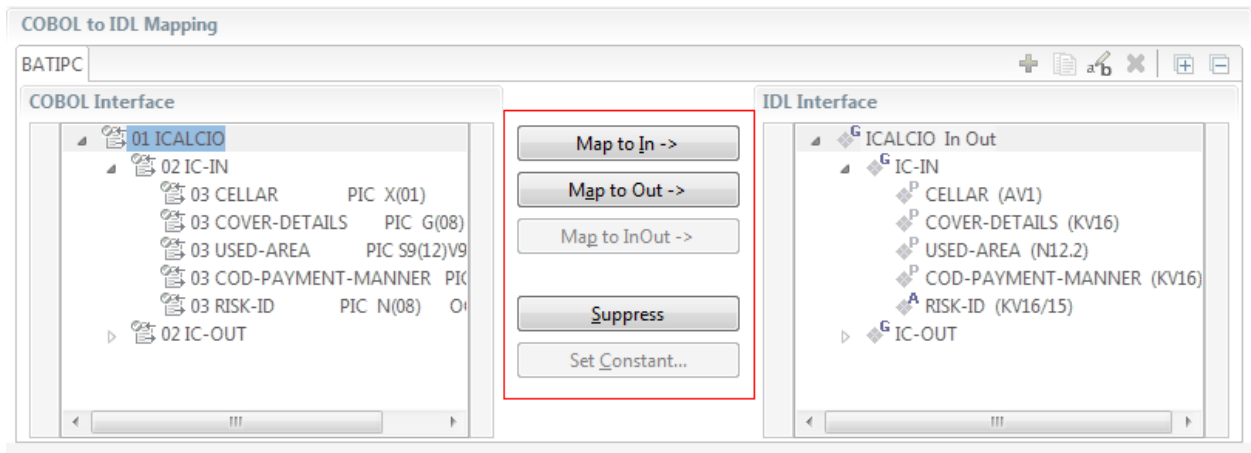 COBOL to IDL Mapping
BATIPC
COBOL Interface
01 ICALCIO
02 IC-IN
03 CELLAR PIC X(01)
03 COVER-DETAILS PIC G(08)
03 USED-AREA PIC S9(12)V9
03 COD-PAYMENT-MANNER PIC
03 RISK-ID PIC N(08) O
02 IC-OUT
Map to In ->
Map to Out ->
Map to InOut ->
Suppress
Set Constant...
IDL Interface
ICALCIO In Out
IC-IN
CELLAR (AV1)
COVER-DETAILS (KV16)
USED-AREA (N12.2)
COD-PAYMENT-MANNER (KV16)
RISK-ID (KV16/15)
IC-OUT